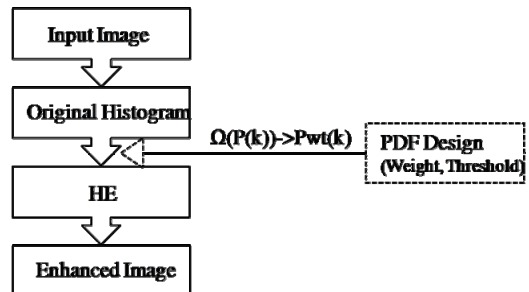 Input Image
Original Histogram
Ω(P(k))->Pwt(k)
PDF Design
(Weight, Threshold)
HE
Enhanced Image